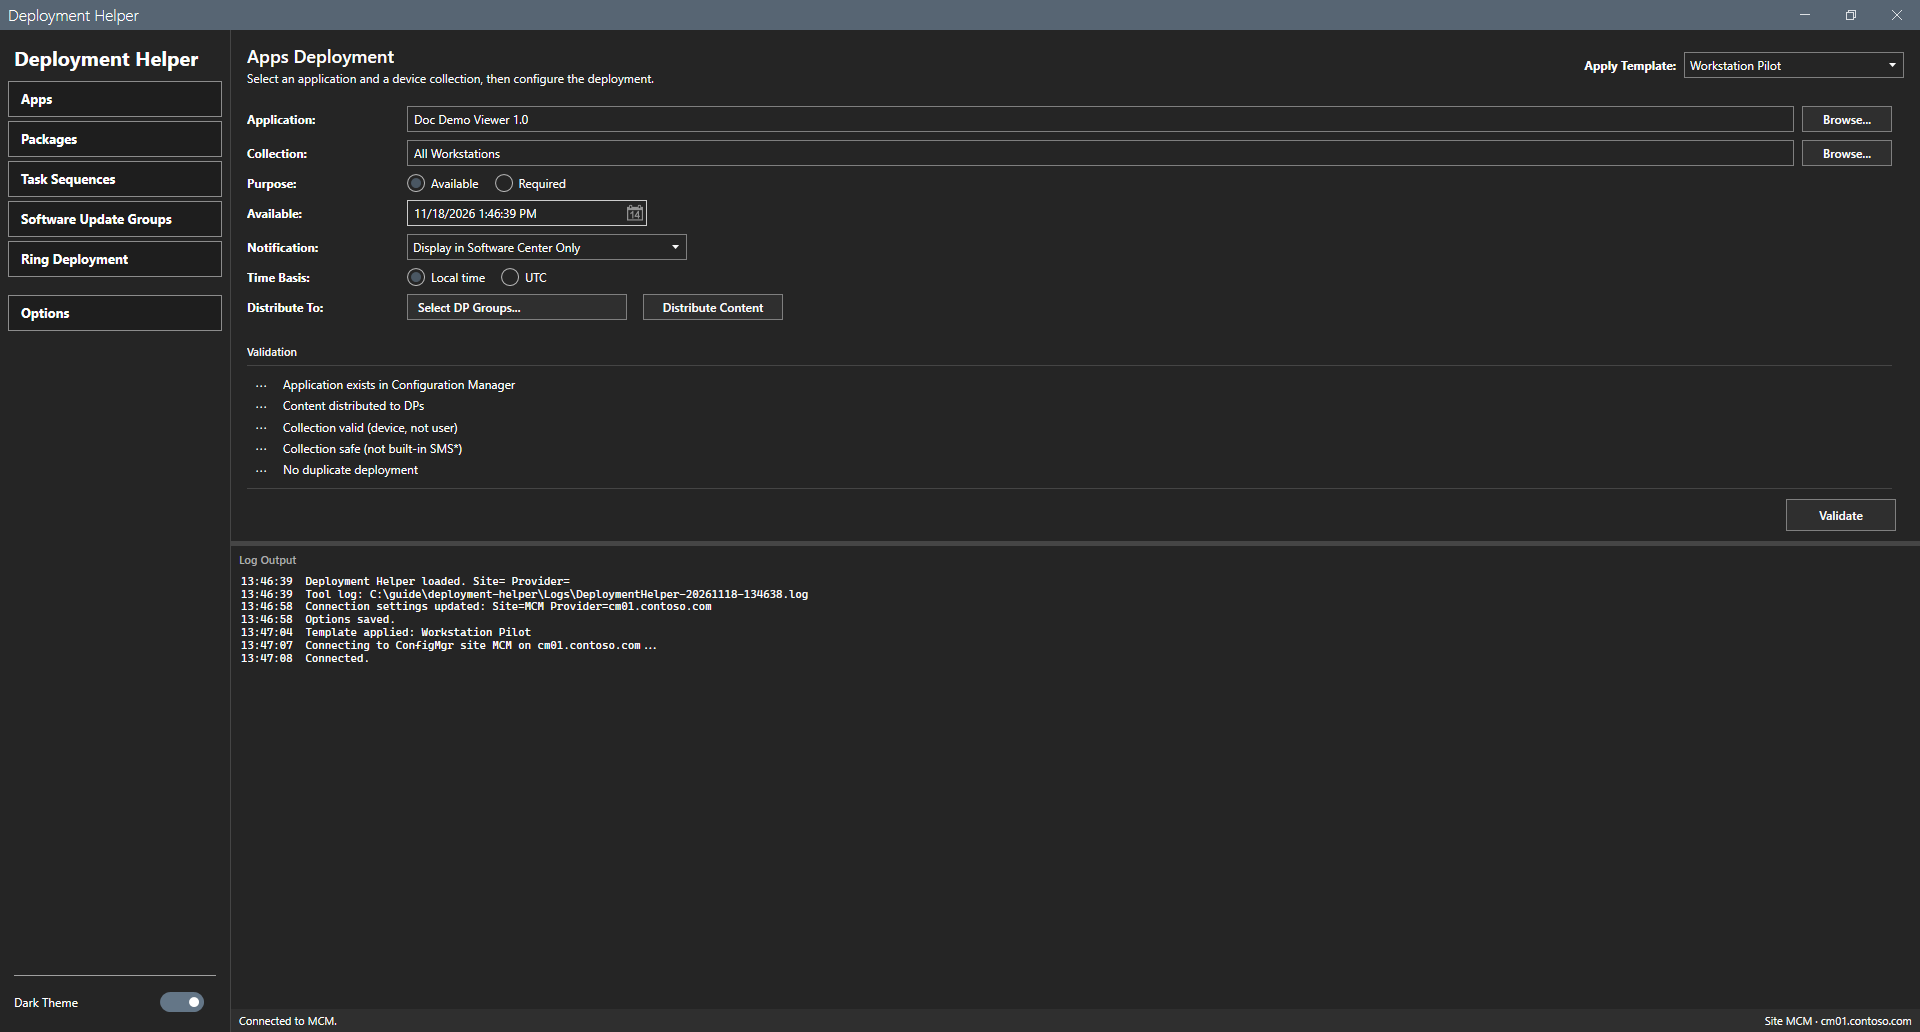 Deployment Helper
Deployment Helper
Apps
Packages
Task Sequences
Software Update Groups
Ring Deployment
Options
Dark Theme
Apps Deployment
Select an application and a device collection, then configure the deployment.
Apply Template: Workstation Pilot
Application: Doc Demo Viewer 1.0 Browse...
Collection: All Workstations Browse...
Purpose: Available Required
Available: 11/18/2026 1:46:39 PM 14
Notification: Display in Software Center Only
Time Basis: Local time UTC
Distribute To: Select DP Groups... Distribute Content
Validation
... Application exists in Configuration Manager
... Content distributed to DPs
... Collection valid (device, not user)
... Collection safe (not built-in SMS*)
... No duplicate deployment
Validate
Log Output
13:46:39 Deployment Helper loaded. Site= Provider=
13:46:39 Tool log: C:\guide\deployment-helper\Logs\DeploymentHelper-20261118-134638.log
13:46:58 Connection settings updated: Site=MCM Provider=cm01.contoso.com
13:46:58 Options saved.
13:47:04 Template applied: Workstation Pilot
13:47:07 Connecting to ConfigMgr site MCM on cm01.contoso.com...
13:47:08 Connected.
Connected to MCM.
Site MCM · cm01.contoso.com